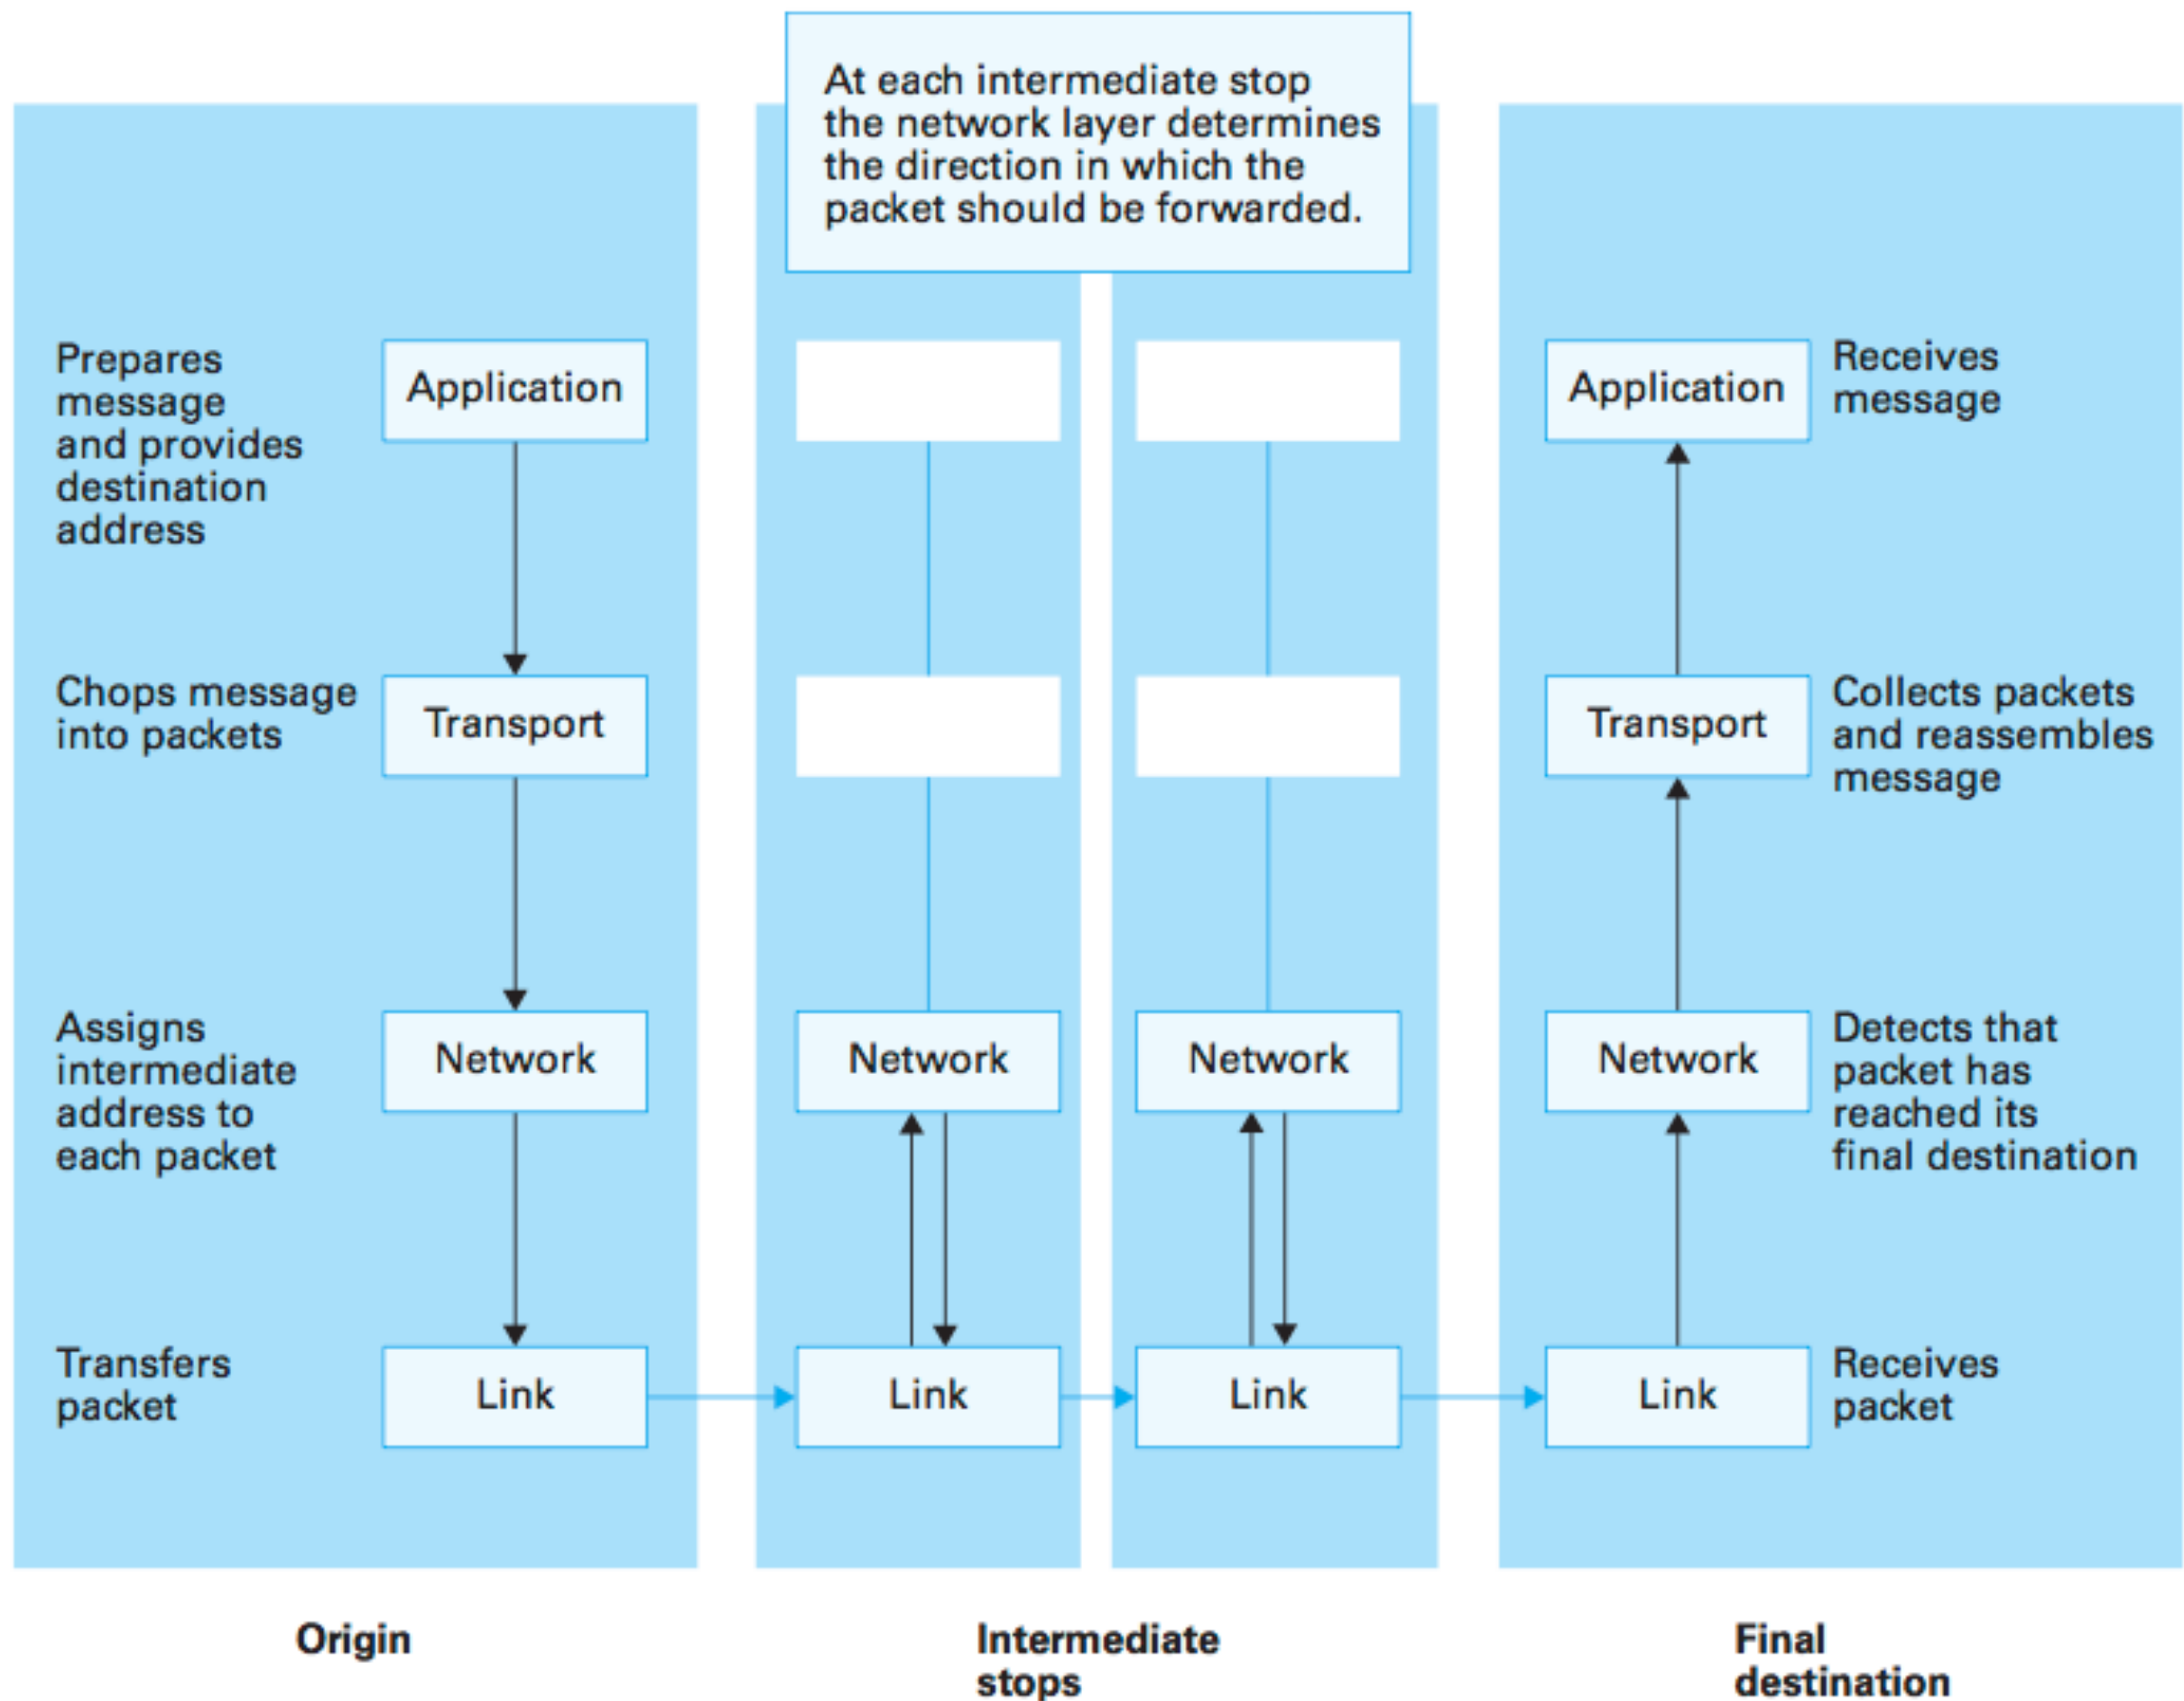 At each intermediate stop
the network layer determines
the direction in which the
packet should be forwarded.
Prepares
message
and provides
destination
address
Application
Application
Receives
message
Chops message
into packets
Transport
Transport
Collects packets
and reassembles
message
Assigns
intermediate
address to
each packet
Network
Network
Network
Network
Detects that
packet has
reached its
final destination
Transfers
packet
Link
Link
Link
Link
Receives
packet
Origin
Intermediate
stops
Final
destination